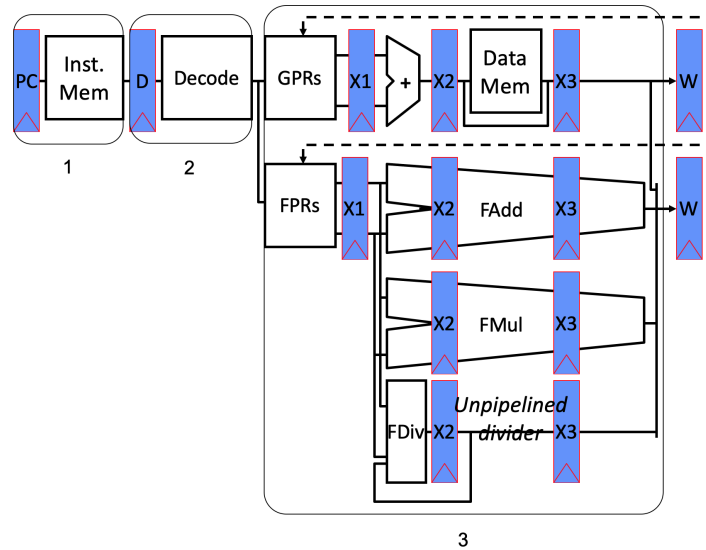 PC
Inst.
Mem
D
Decode
GPRs
X1
+
X2
Data
Mem
X3
W
1
2
FPRs
X1
X2
FAdd
X3
W
X2
FMul
X3
FDiv
X2
Unpipelined
divider
X3
3